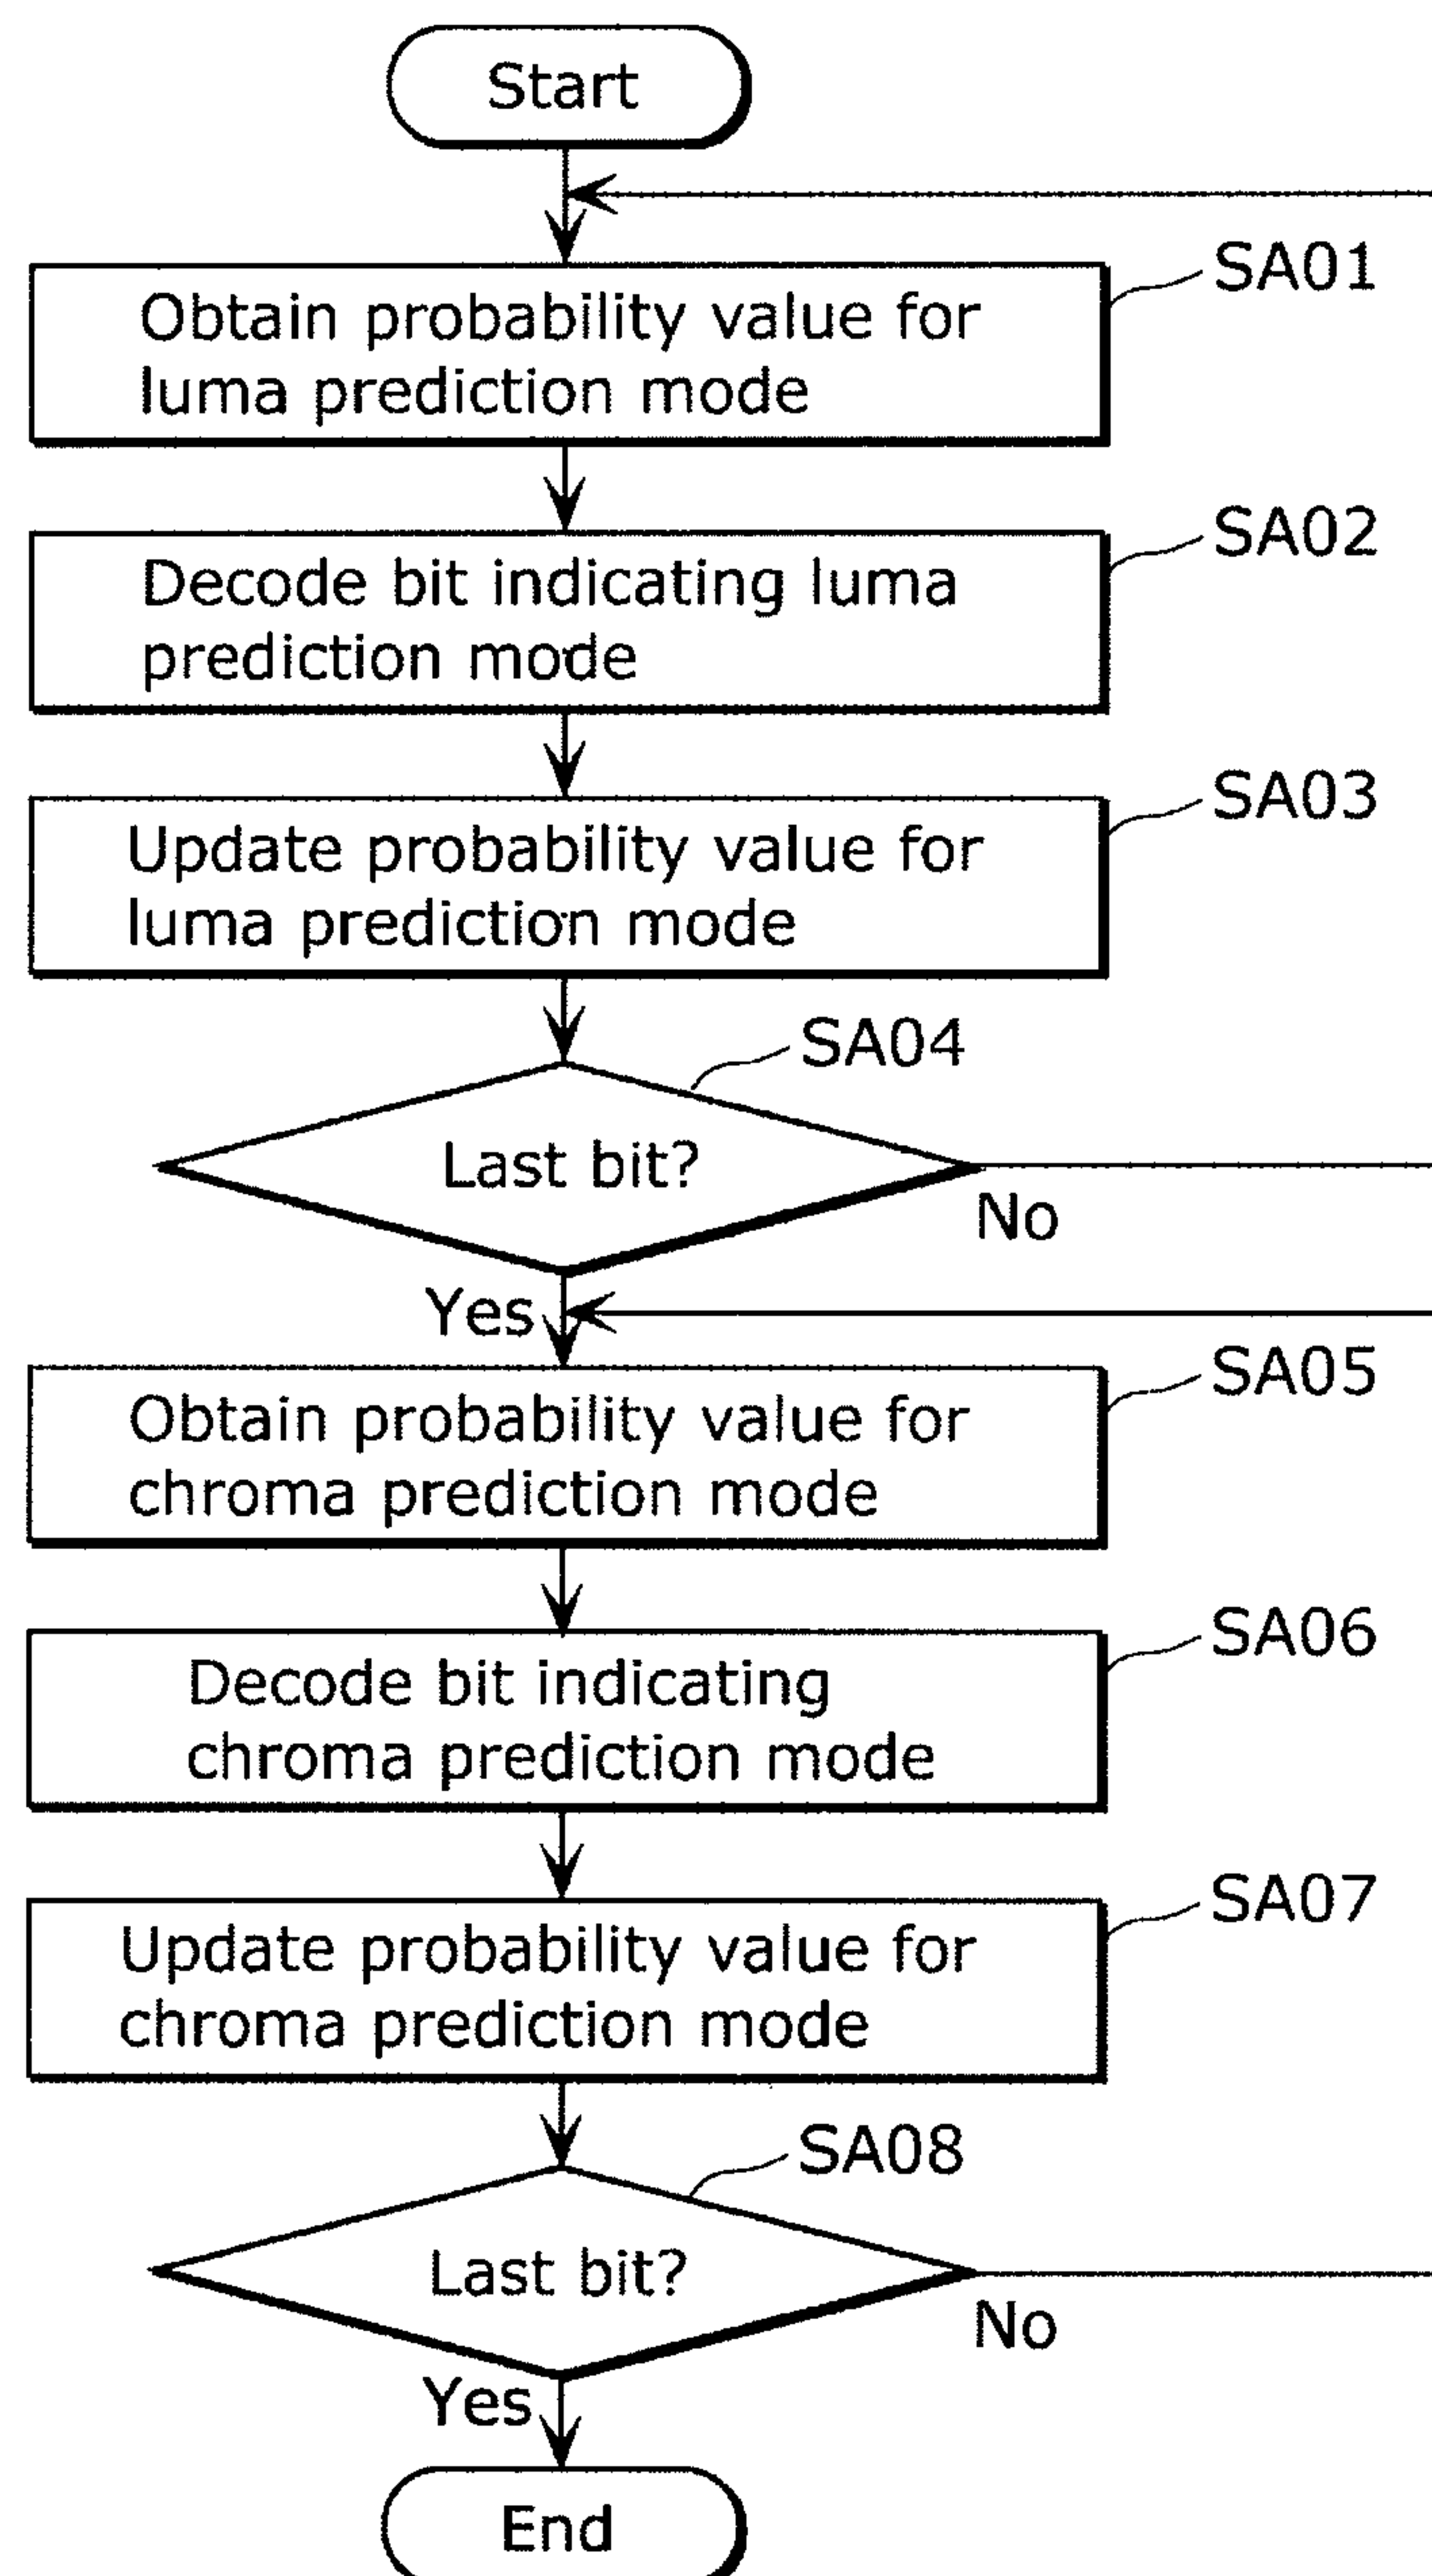 Start
SA01
Obtain probability value for
luma prediction mode
SA02
Decode bit indicating luma
prediction mode
SA03
Update probability value for
luma prediction mode
SA04
Last bit?
No
Yes
SA05
Obtain probability value for
chroma prediction mode
SA06
Decode bit indicating
chroma prediction mode
SA07
Update probability value for
chroma prediction mode
SA08
Last bit?
No
Yes
End